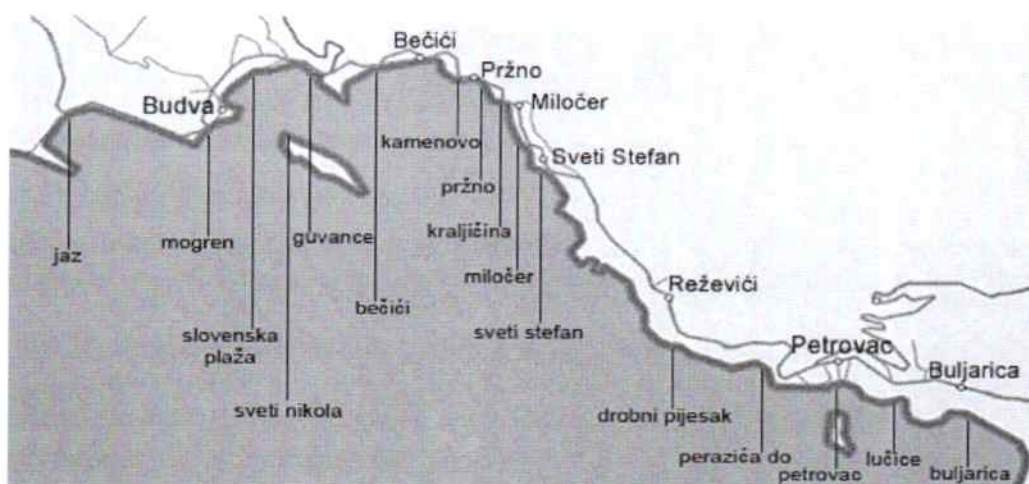 Bečići
Pržno
Budva
Miločer
kamenovo
Sveti Stefan
pržno
kraljičina
jaz
mogren
guvance
miločer
bečići
Reževići
slovenska
plaža
sveti stefan
Petrovac
Buljarica
sveti nikola
drobni pijesak
perazića do
lučice
petrovac
buljarica